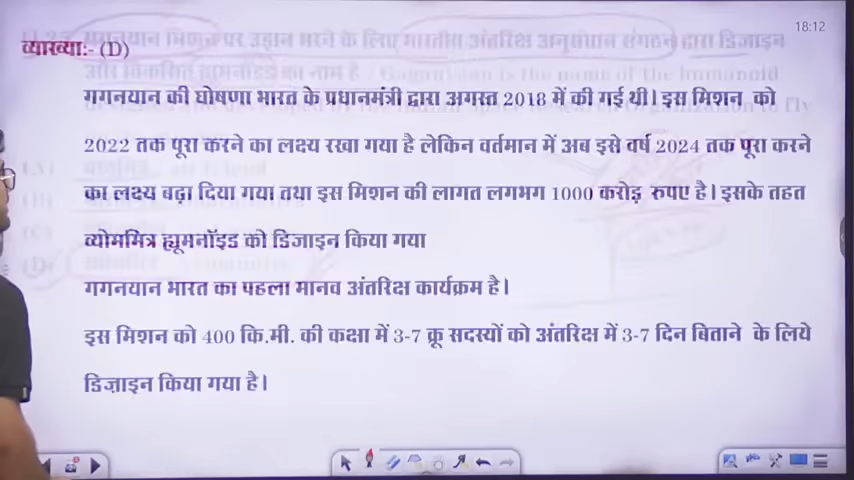 18:12
व्याख्याः- (D)
गगनयान की घोषणा भारत के प्रधानमंत्री द्वारा अगस्त 2018 में की गई थी। इस मिशन को
2022 तक पूरा करने का लक्ष्य रखा गया है लेकिन वर्तमान में अब इसे वर्ष 2024 तक पूरा करने
का लक्ष्य बढ़ा दिया गया तथा इस मिशन की लागत लगभग 1000 करोड़ रुपए है। इसके तहत
व्योममित्र ह्यूमनॉइड को डिजाइन किया गया
गगनयान भारत का पहला मानव अंतरिक्ष कार्यक्रम है।
इस मिशन को 400 कि.मी. की कक्षा में 3-7 क्रू सदस्यों को अंतरिक्ष में 3-7 दिन बिताने के लिये
डिज़ाइन किया गया है।